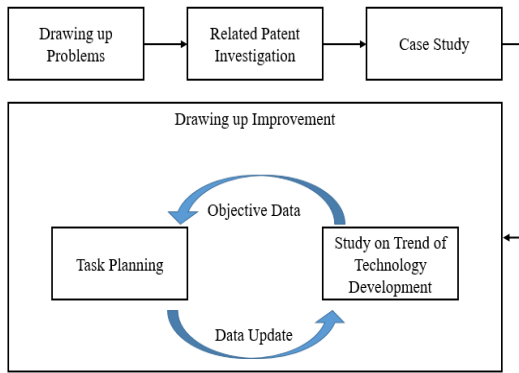 Drawing up
Problems
Related Patent
Investigation
Case Study
Drawing up Improvement
Objective Data
Task Planning
Study on Trend of
Technology
Development
Data Update